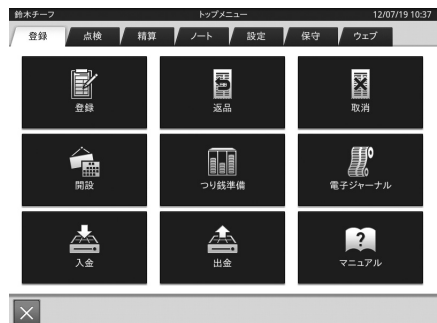 鈴木チーフ トップメニュー 12/07/19 10:37
登録 点検 精算 ノート 設定 保守 ウェブ
登録 返品 取消
開設 つり銭準備 電子ジャーナル
入金 出金 マニュアル